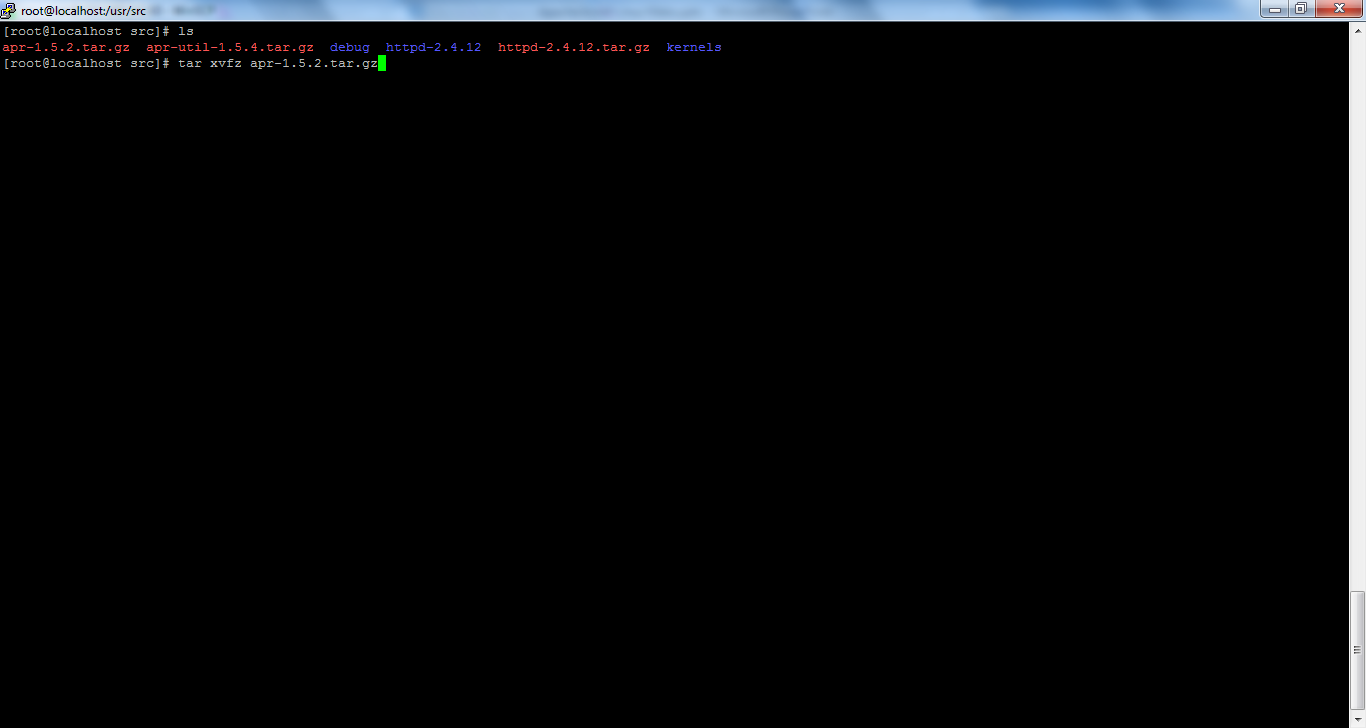 root@localhost:/usr/src
[root@localhost src]# ls
apr-1.5.2.tar.gz  apr-util-1.5.4.tar.gz  debug  httpd-2.4.12  httpd-2.4.12.tar.gz  kernels
[root@localhost src]# tar xvfz apr-1.5.2.tar.gz